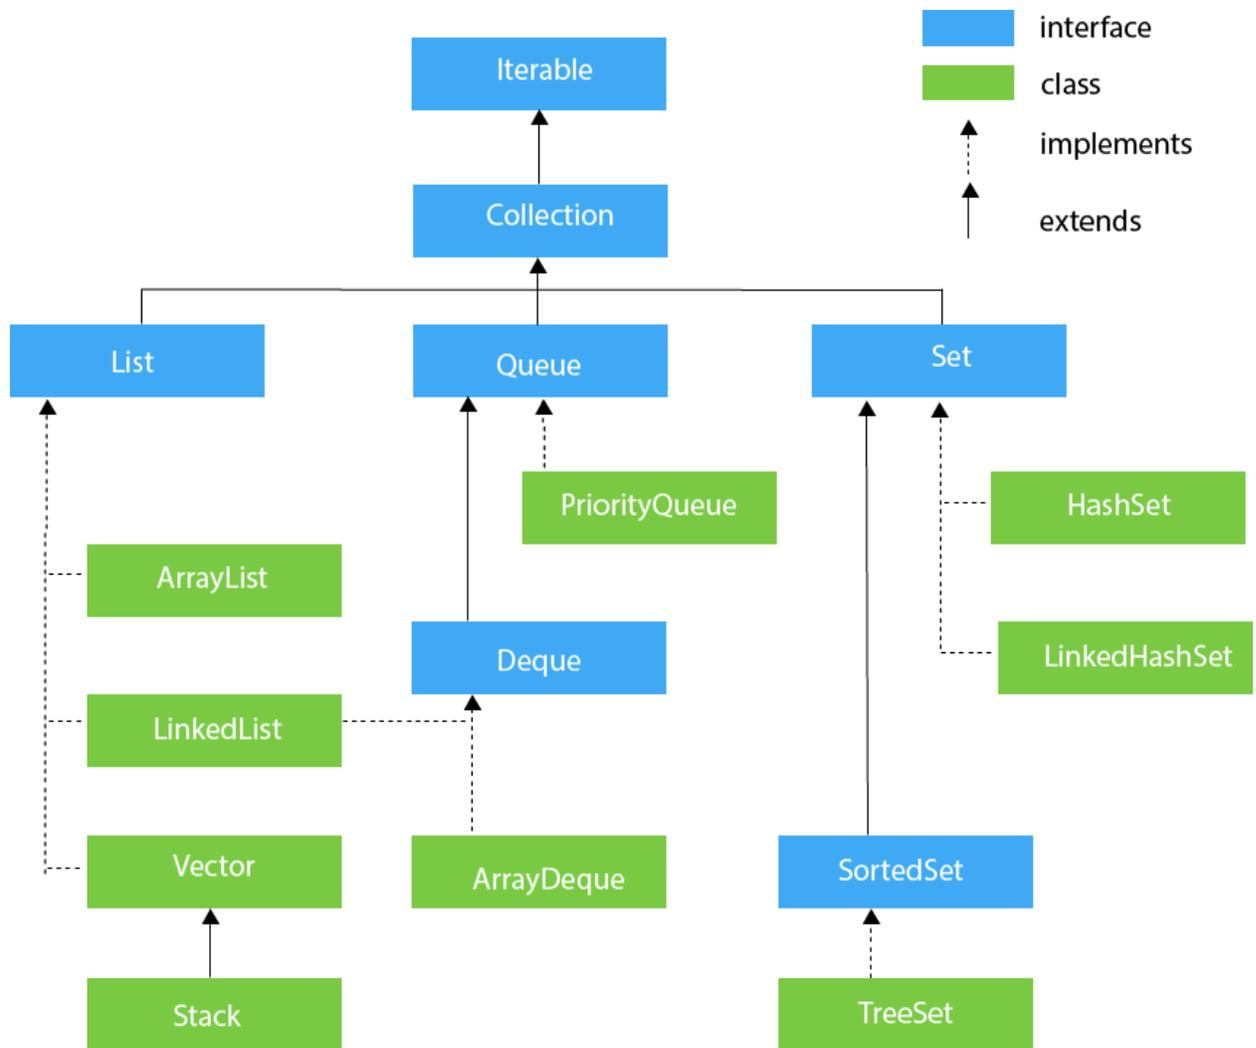 interface
Iterable
class
implements
Collection
extends
List
Queue
Set
PriorityQueue
HashSet
ArrayList
Deque
LinkedHashSet
LinkedList
Vector
ArrayDeque
SortedSet
Stack
TreeSet